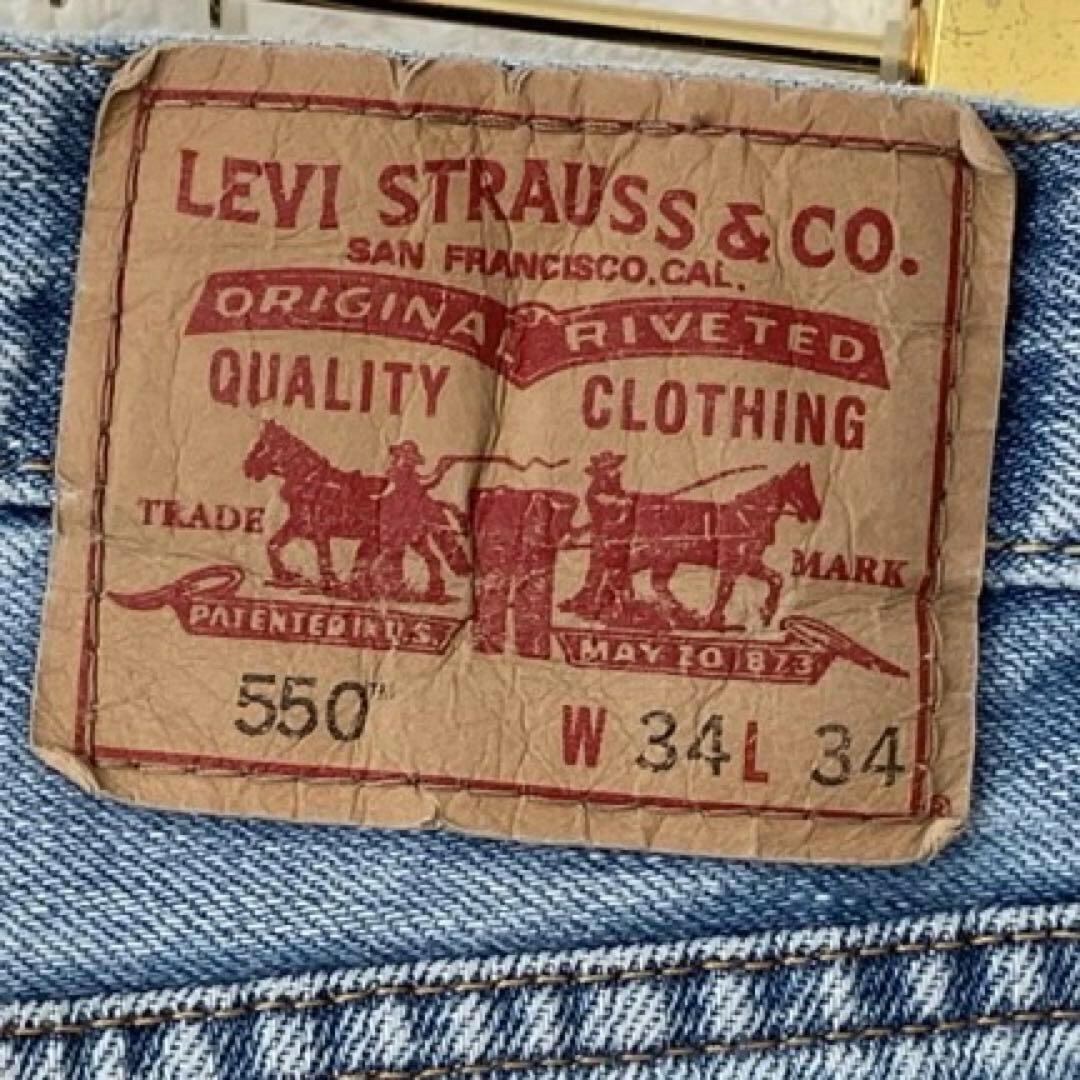 LEVI STRAUSS & CO.
SAN FRANCISCO, CAL.
ORIGINAL RIVETED
QUALITY CLOTHING
TRADE MARK
PATENTED IN U.S. MAY 20 1873
550™ W 34 L 34
®